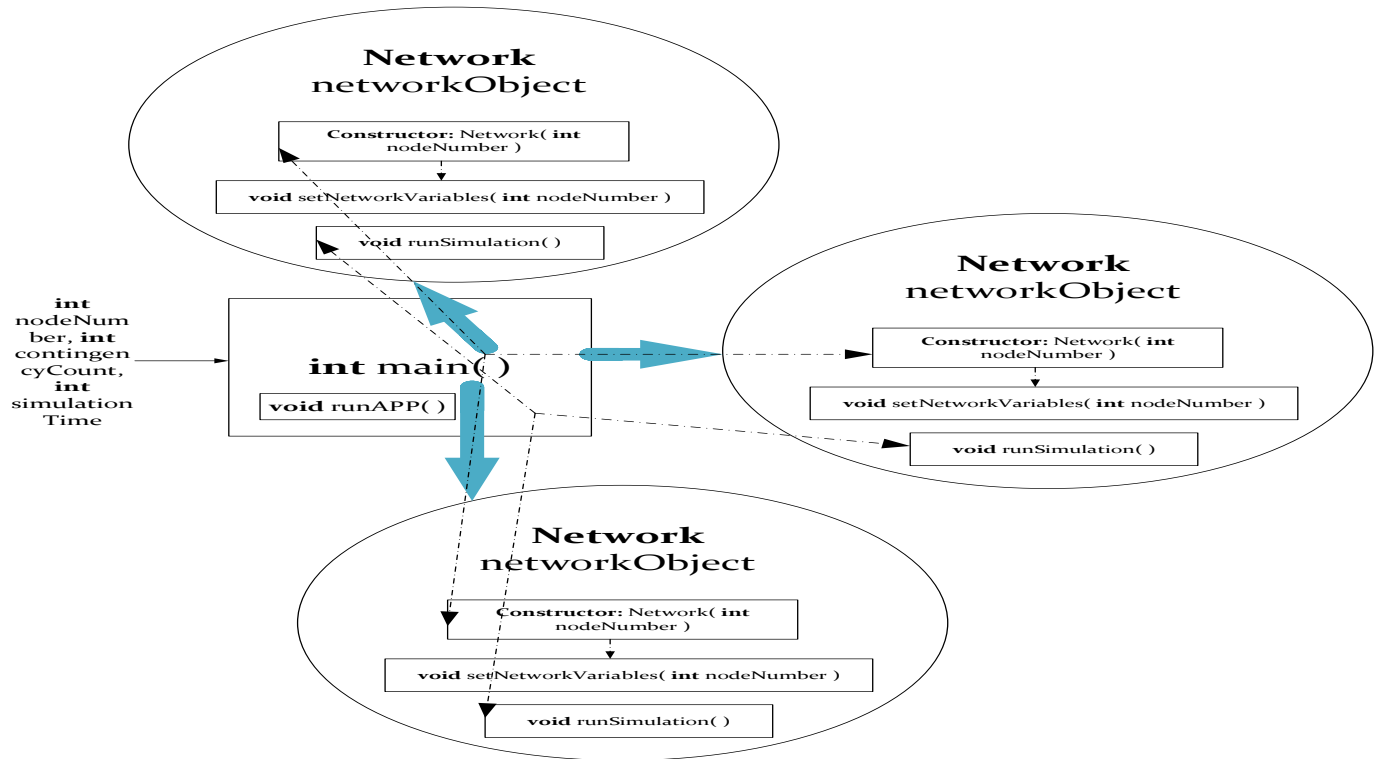 Network
networkObject
Constructor: Network( int
nodeNumber )
void setNetworkVariables( int nodeNumber )
void runSimulation( )
int
nodeNum
ber, int
contingen
cyCount,
int
simulation
Time
int main( )
void runAPP( )
Network
networkObject
Constructor: Network( int
nodeNumber )
void setNetworkVariables( int nodeNumber )
void runSimulation( )
Network
networkObject
Constructor: Network( int
nodeNumber )
void setNetworkVariables( int nodeNumber )
void runSimulation( )